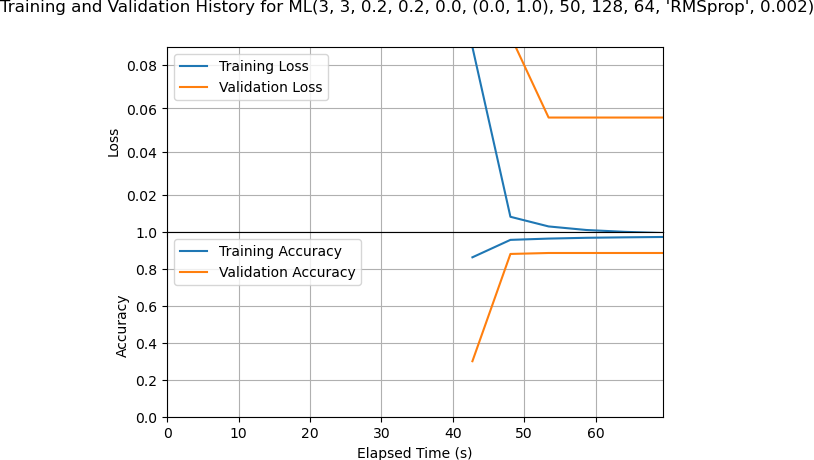 Training and Validation History for ML(3, 3, 0.2, 0.2, 0.0, (0.0, 1.0), 50, 128, 64, 'RMSprop', 0.002)
0.08
0.06
0.04
0.02
Loss
Training Loss
Validation Loss
1.0
0.8
0.6
0.4
0.2
0.0
Accuracy
Training Accuracy
Validation Accuracy
0 10 20 30 40 50 60
Elapsed Time (s)